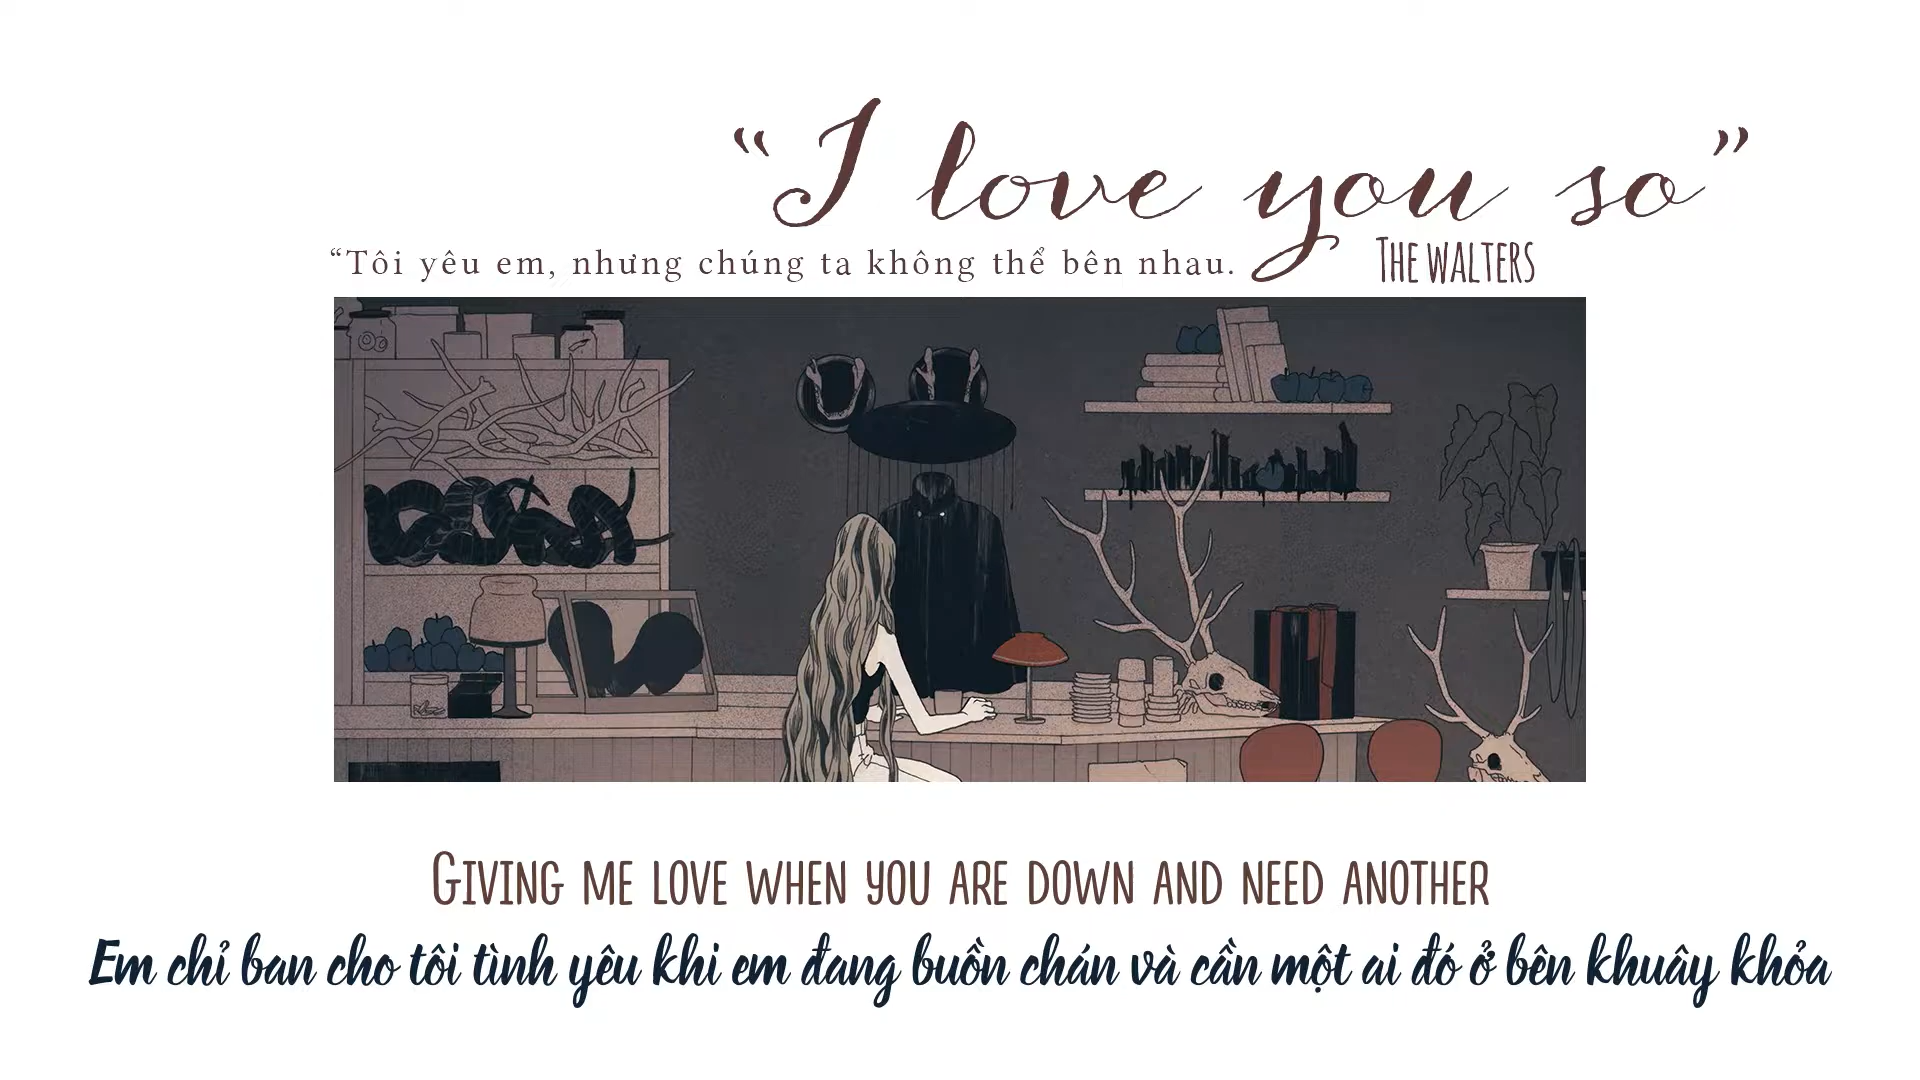 “I love you so”
“Tôi yêu em, nhưng chúng ta không thể bên nhau.
THE WALTERS
GIVING ME LOVE WHEN YOU ARE DOWN AND NEED ANOTHER
Em chỉ ban cho tôi tình yêu khi em đang buồn chán và cần một ai đó ở bên khuây khỏa